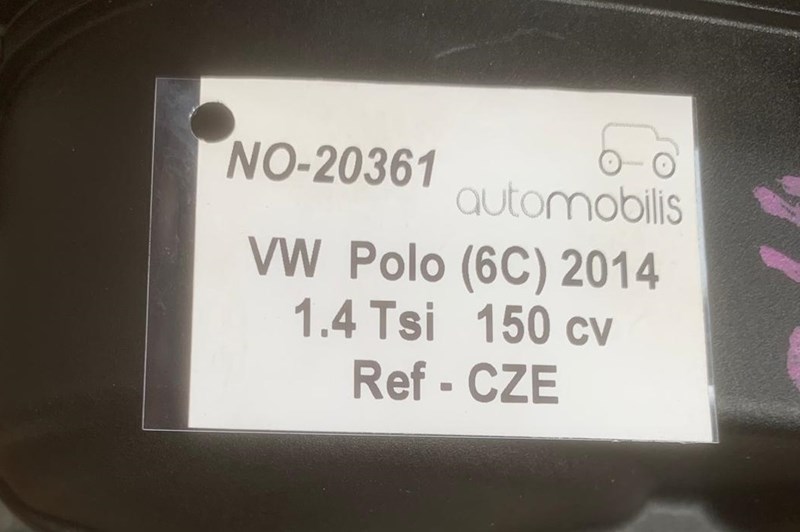 NO-20361
automobilis
VW Polo (6C) 2014
1.4 Tsi 150 cv
Ref - CZE